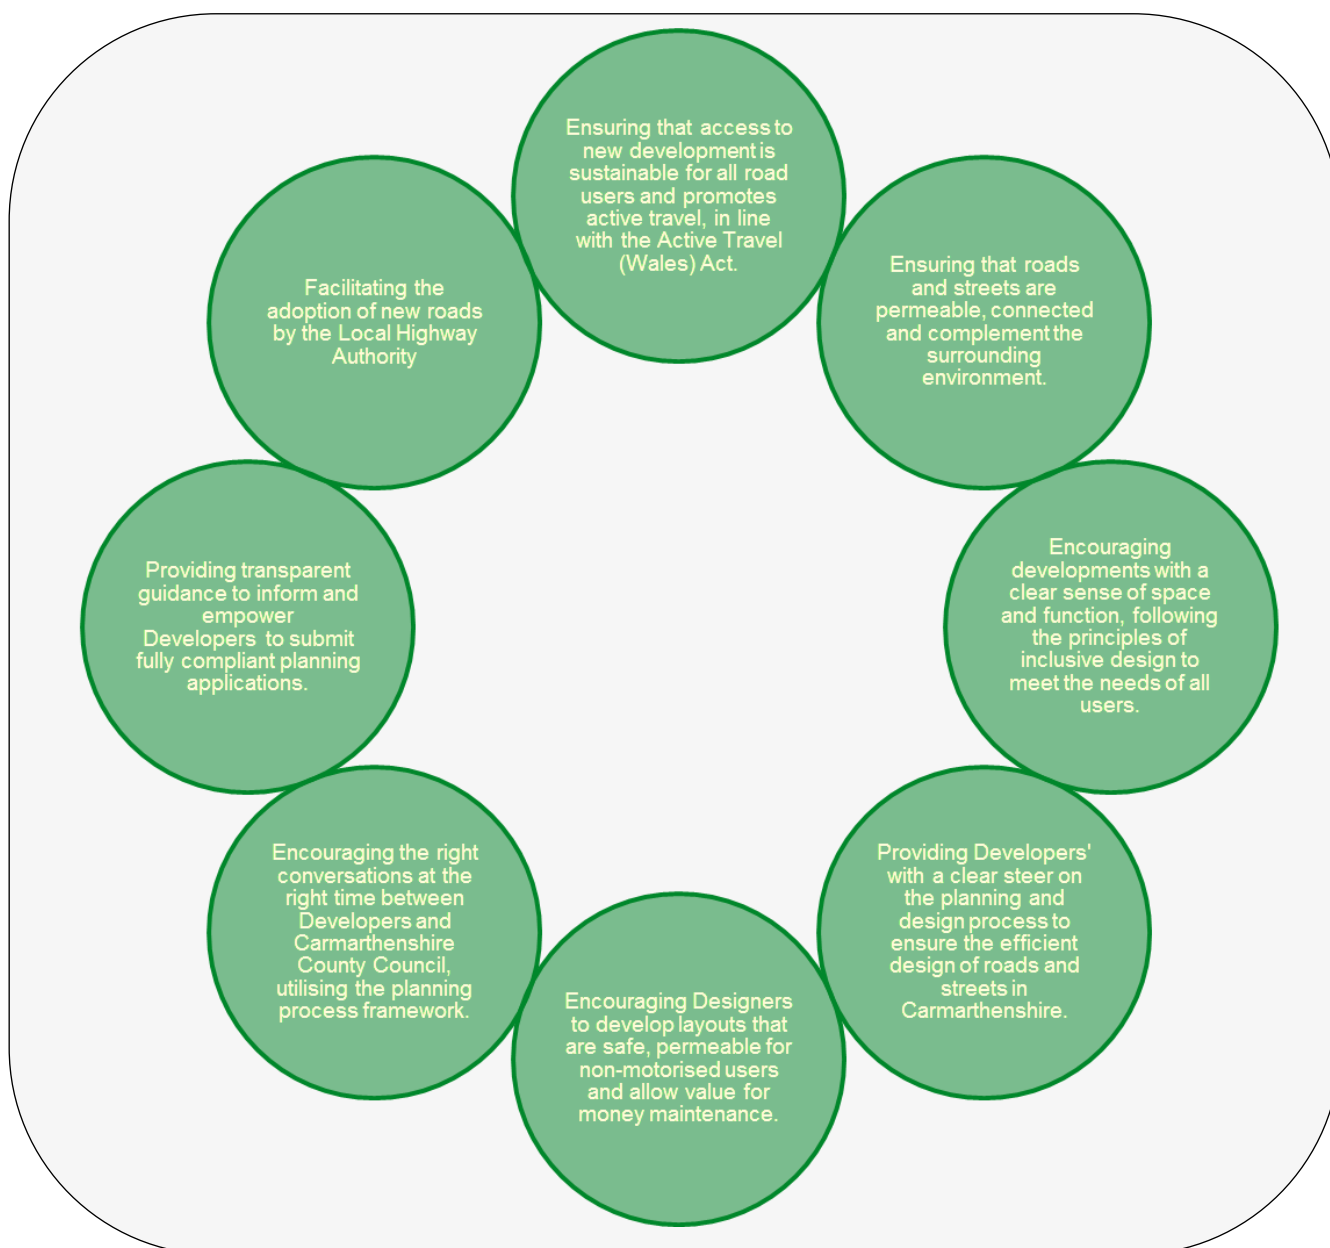 Ensuring that access to
new development is
sustainable for all road
users and promotes
active travel, in line
with the Active Travel
(Wales) Act.
Ensuring that roads
and streets are
permeable, connected
and complement the
surrounding
environment.
Encouraging
developments with a
clear sense of space
and function, following
the principles of
inclusive design to
meet the needs of all
users.
Providing Developers'
with a clear steer on
the planning and
design process to
ensure the efficient
design of roads and
streets in
Carmarthenshire.
Encouraging Designers
to develop layouts that
are safe, permeable for
non-motorised users
and allow value for
money maintenance.
Encouraging the right
conversations at the
right time between
Developers and
Carmarthenshire
County Council,
utilising the planning
process framework.
Providing transparent
guidance to inform and
empower
Developers to submit
fully compliant planning
applications.
Facilitating the
adoption of new roads
by the Local Highway
Authority